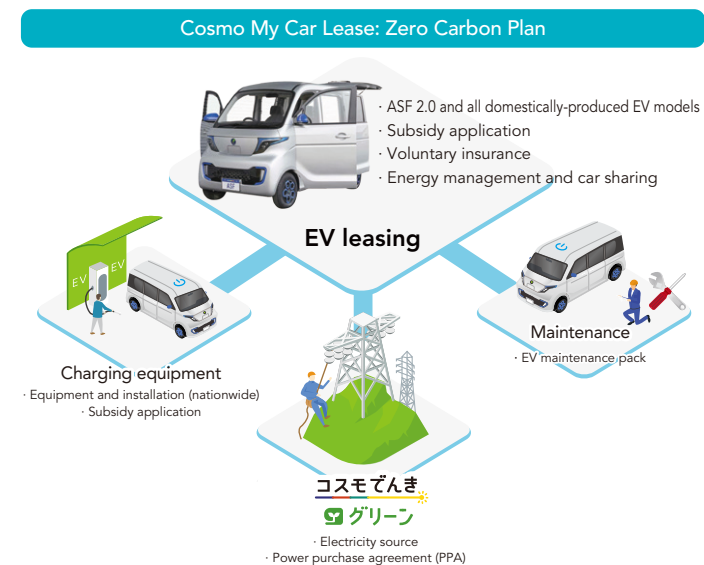 Cosmo My Car Lease: Zero Carbon Plan
· ASF 2.0 and all domestically-produced EV models
· Subsidy application
· Voluntary insurance
· Energy management and car sharing
EV leasing
EV
EV
Charging equipment
· Equipment and installation (nationwide)
· Subsidy application
Maintenance
· EV maintenance pack
コスモでんき
グリーン
· Electricity source
· Power purchase agreement (PPA)